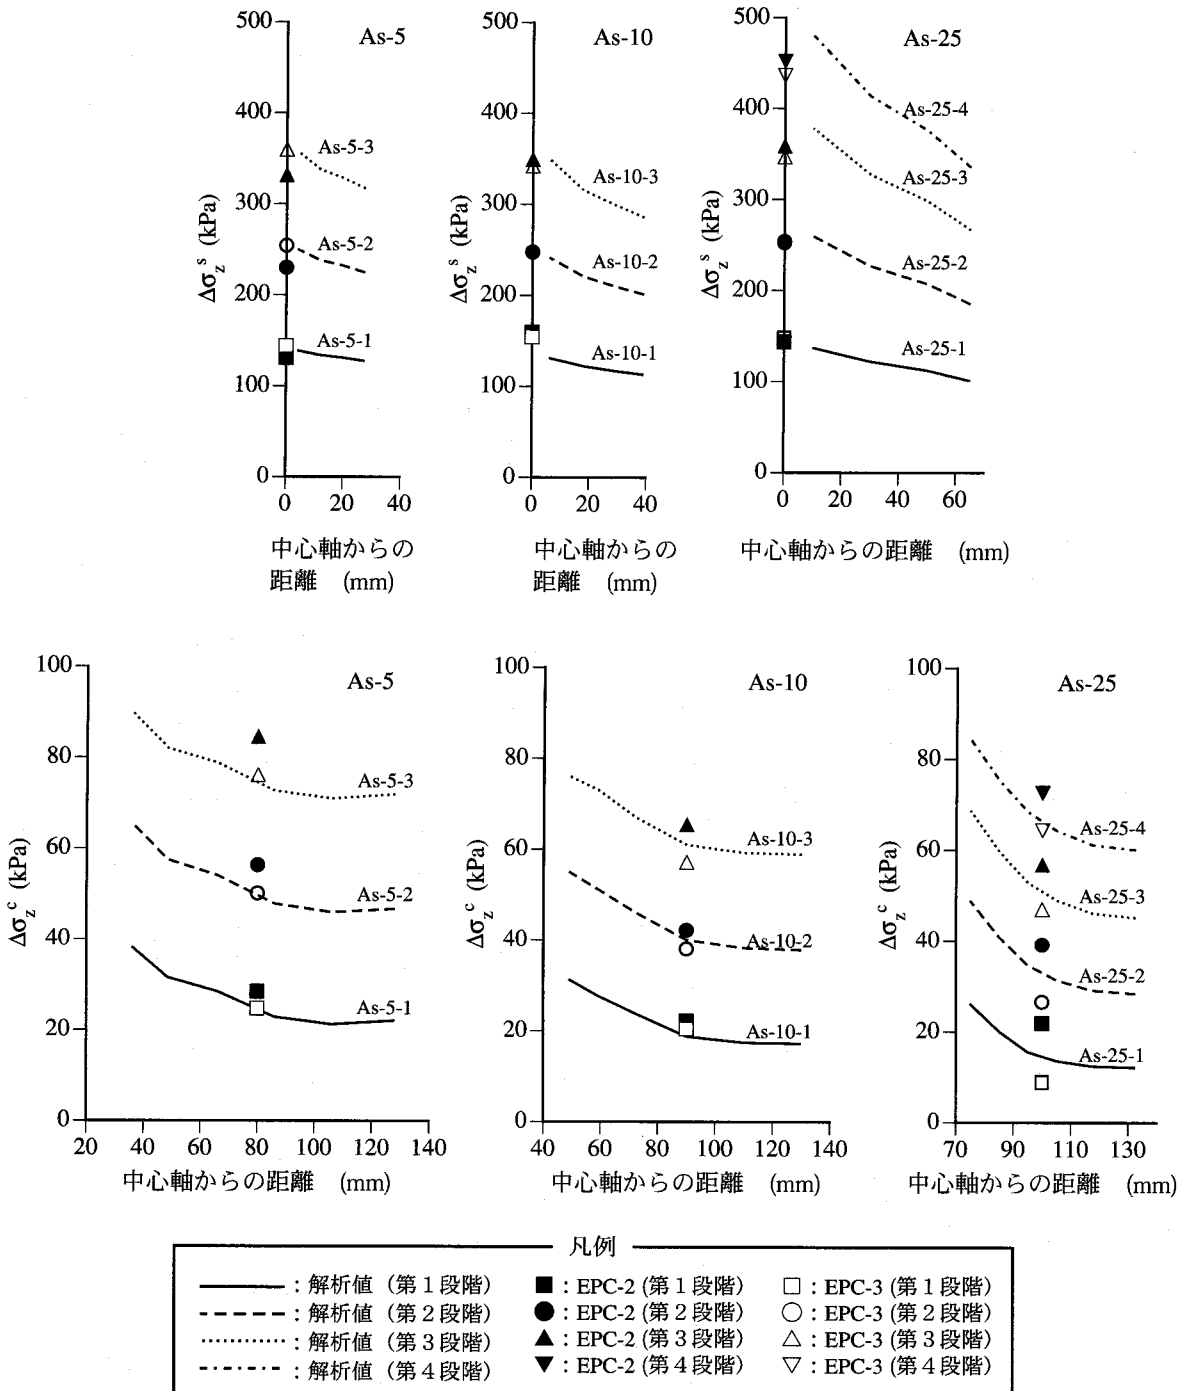 As-5
500
400
300
200
100
0
Δσz^s (kPa)
As-5-3
As-5-2
As-5-1
0 20 40
中心軸からの
距離 (mm)
As-10
500
400
300
200
100
0
Δσz^s (kPa)
As-10-3
As-10-2
As-10-1
0 20 40
中心軸からの
距離 (mm)
As-25
500
400
300
200
100
0
Δσz^s (kPa)
As-25-4
As-25-3
As-25-2
As-25-1
0 20 40 60
中心軸からの距離 (mm)
As-5
100
80
60
40
20
0
Δσz^c (kPa)
As-5-3
As-5-2
As-5-1
20 40 60 80 100 120 140
中心軸からの距離 (mm)
As-10
100
80
60
40
20
0
Δσz^c (kPa)
As-10-3
As-10-2
As-10-1
40 60 80 100 120 140
中心軸からの距離 (mm)
As-25
100
80
60
40
20
0
Δσz^c (kPa)
As-25-4
As-25-3
As-25-2
As-25-1
70 90 110 130
中心軸からの距離 (mm)
凡例
: 解析値 (第1段階) ■ : EPC-2 (第1段階) □ : EPC-3 (第1段階)
: 解析値 (第2段階) ● : EPC-2 (第2段階) ○ : EPC-3 (第2段階)
: 解析値 (第3段階) ▲ : EPC-2 (第3段階) △ : EPC-3 (第3段階)
: 解析値 (第4段階) ▼ : EPC-2 (第4段階) ▽ : EPC-3 (第4段階)